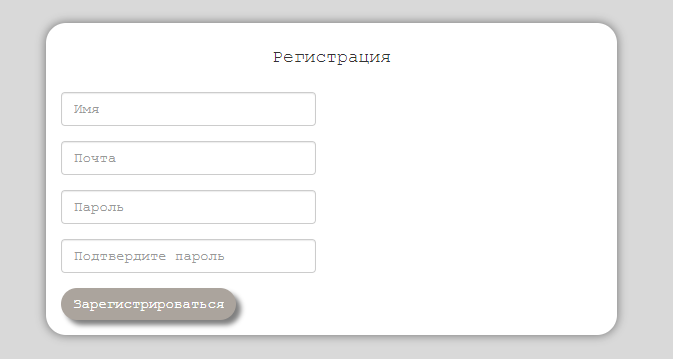 Регистрация
Имя
Почта
Пароль
Подтвердите пароль
Зарегистрироваться